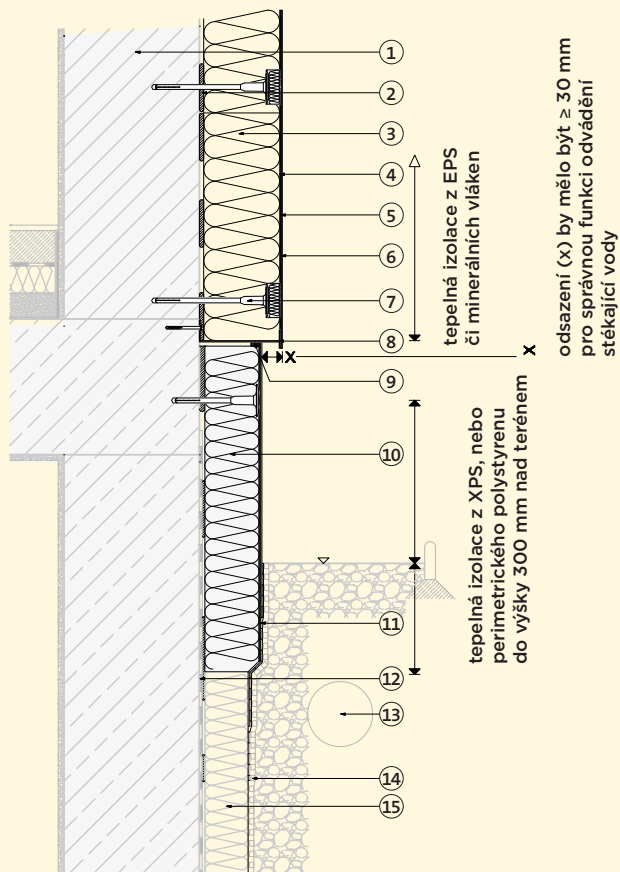 1
2
3
4
5
6
7
8
9
10
11
12
13
14
15
tepelná izolace z EPS
či minerálních vláken
x
x
odsazení (x) by mělo být ≥ 30 mm
pro správnou funkci odvádění
stékající vody
tepelná izolace z XPS, nebo
perimetrického polystyrenu
do výšky 300 mm nad terénem